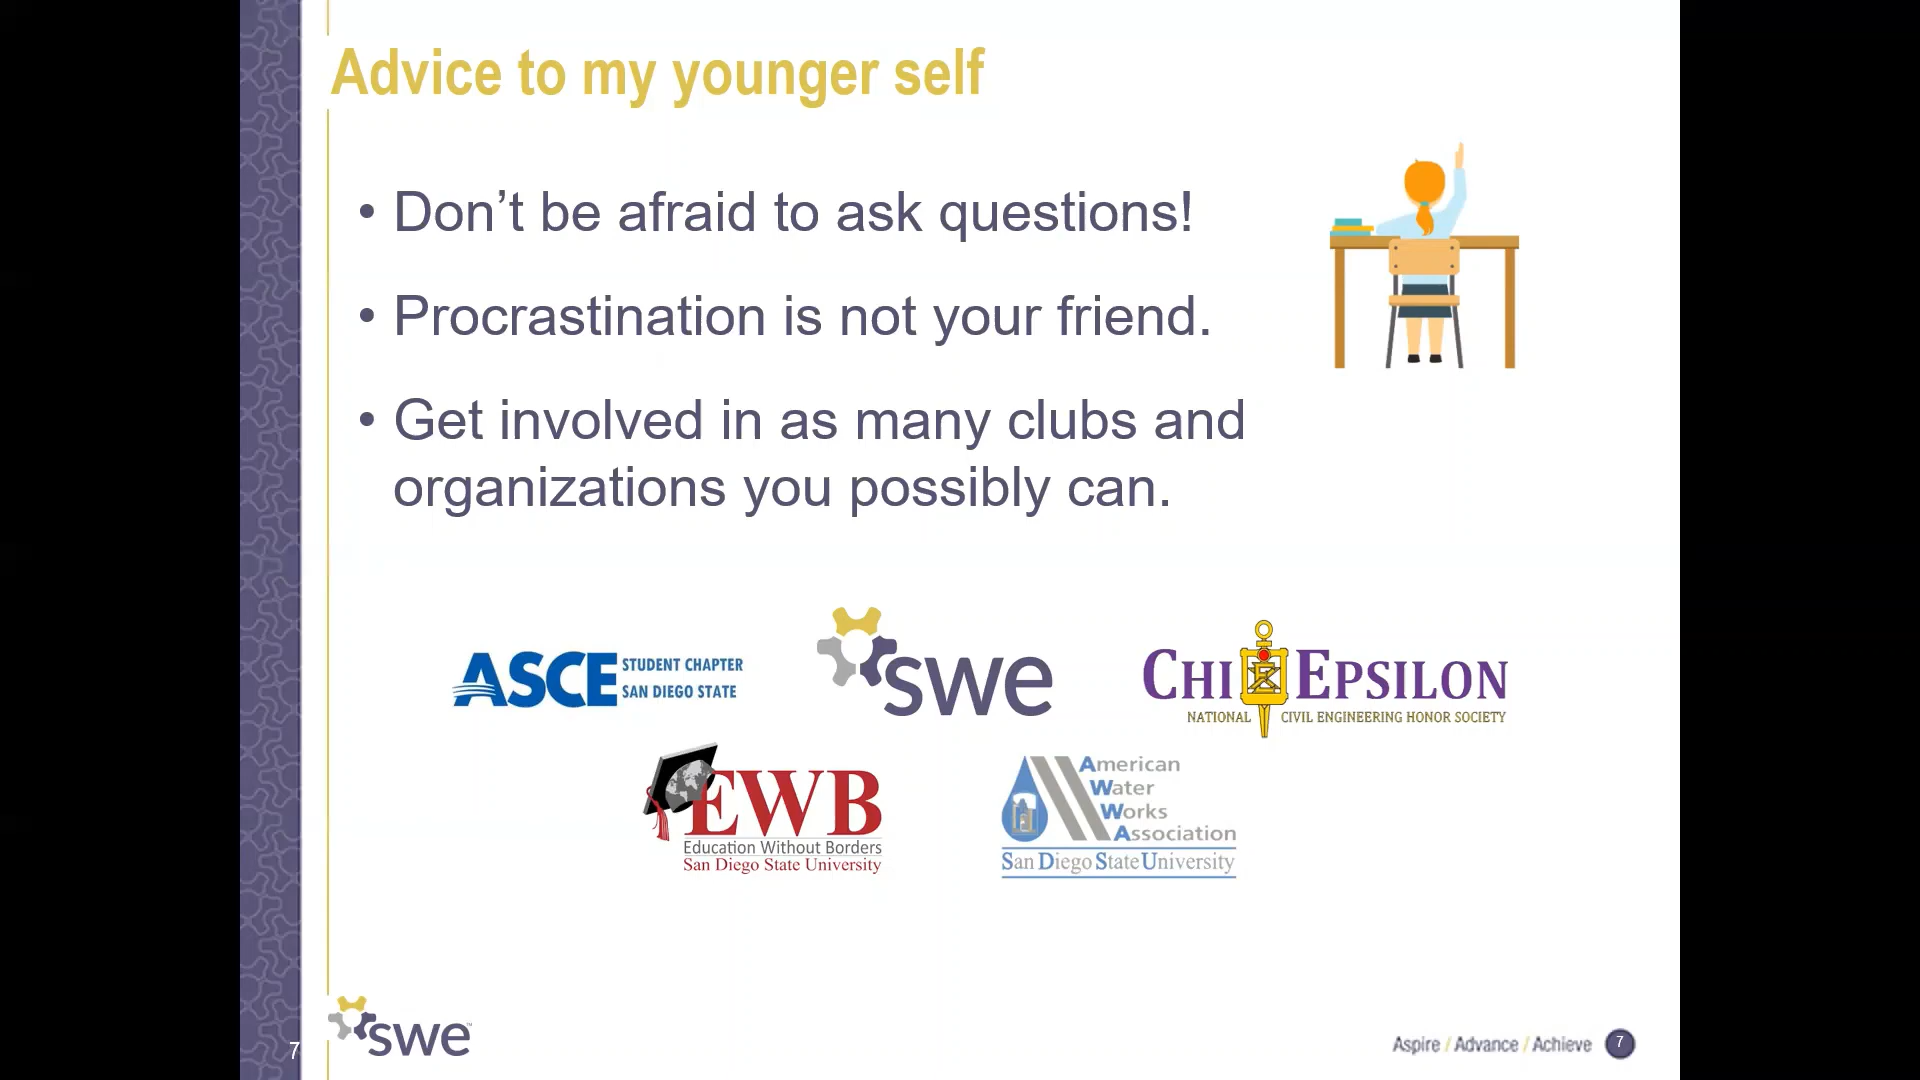 Advice to my younger self
• Don’t be afraid to ask questions!
• Procrastination is not your friend.
• Get involved in as many clubs and
organizations you possibly can.
ASCE STUDENT CHAPTER
SAN DIEGO STATE
swe
CHI EPSILON
NATIONAL CIVIL ENGINEERING HONOR SOCIETY
EWB
Education Without Borders
San Diego State University
American
Water
Works
Association
San Diego State University
7
swe™
Aspire / Advance / Achieve 7